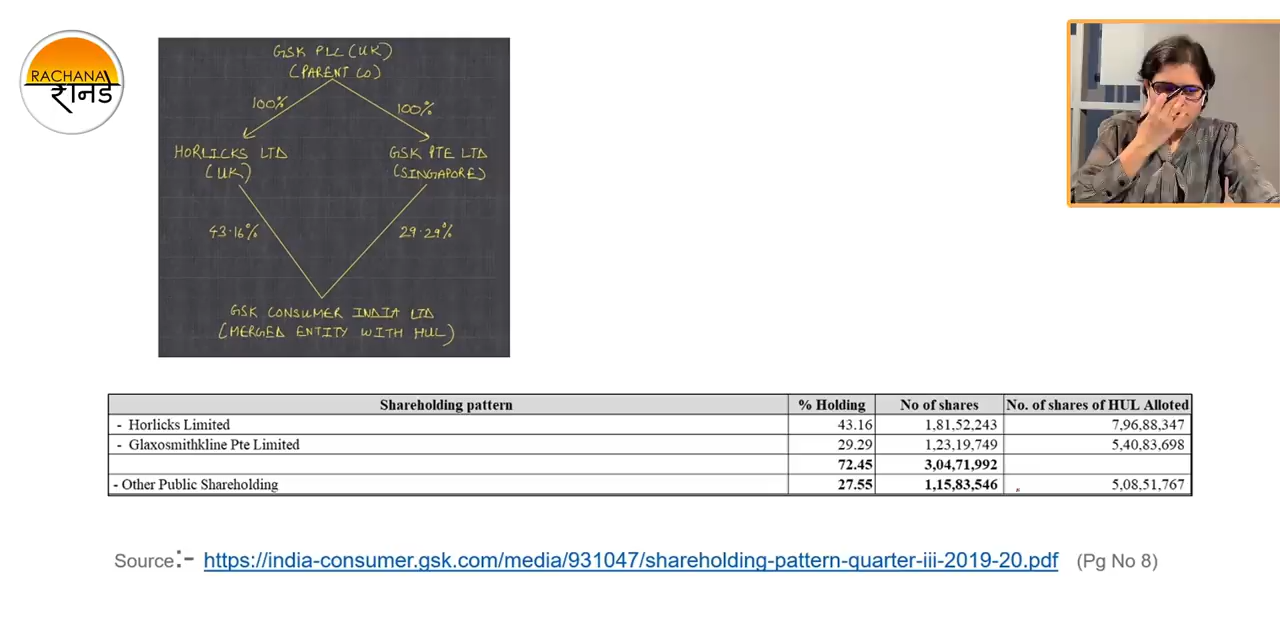 RACHANA
रानडे
GSK PLC (UK)
(PARENT CO)
100%
100%
HORLICKS LTD
(UK)
GSK PTE LTD
(SINGAPORE)
43.16%
29.29%
GSK CONSUMER INDIA LTD
(MERGED ENTITY WITH HUL)
Shareholding pattern % Holding No of shares No. of shares of HUL Alloted
- Horlicks Limited 43.16 1,81,52,243 7,96,88,347
- Glaxosmithkline Pte Limited 29.29 1,23,19,749 5,40,83,698
72.45 3,04,71,992
- Other Public Shareholding 27.55 1,15,83,546 5,08,51,767
Source:- https://india-consumer.gsk.com/media/931047/shareholding-pattern-quarter-iii-2019-20.pdf (Pg No 8)